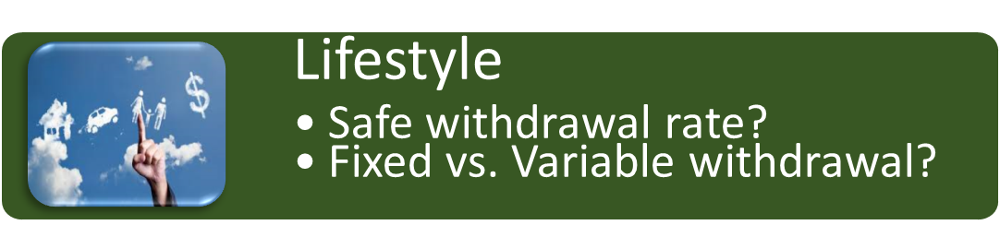 Lifestyle
• Safe withdrawal rate?
• Fixed vs. Variable withdrawal?
$